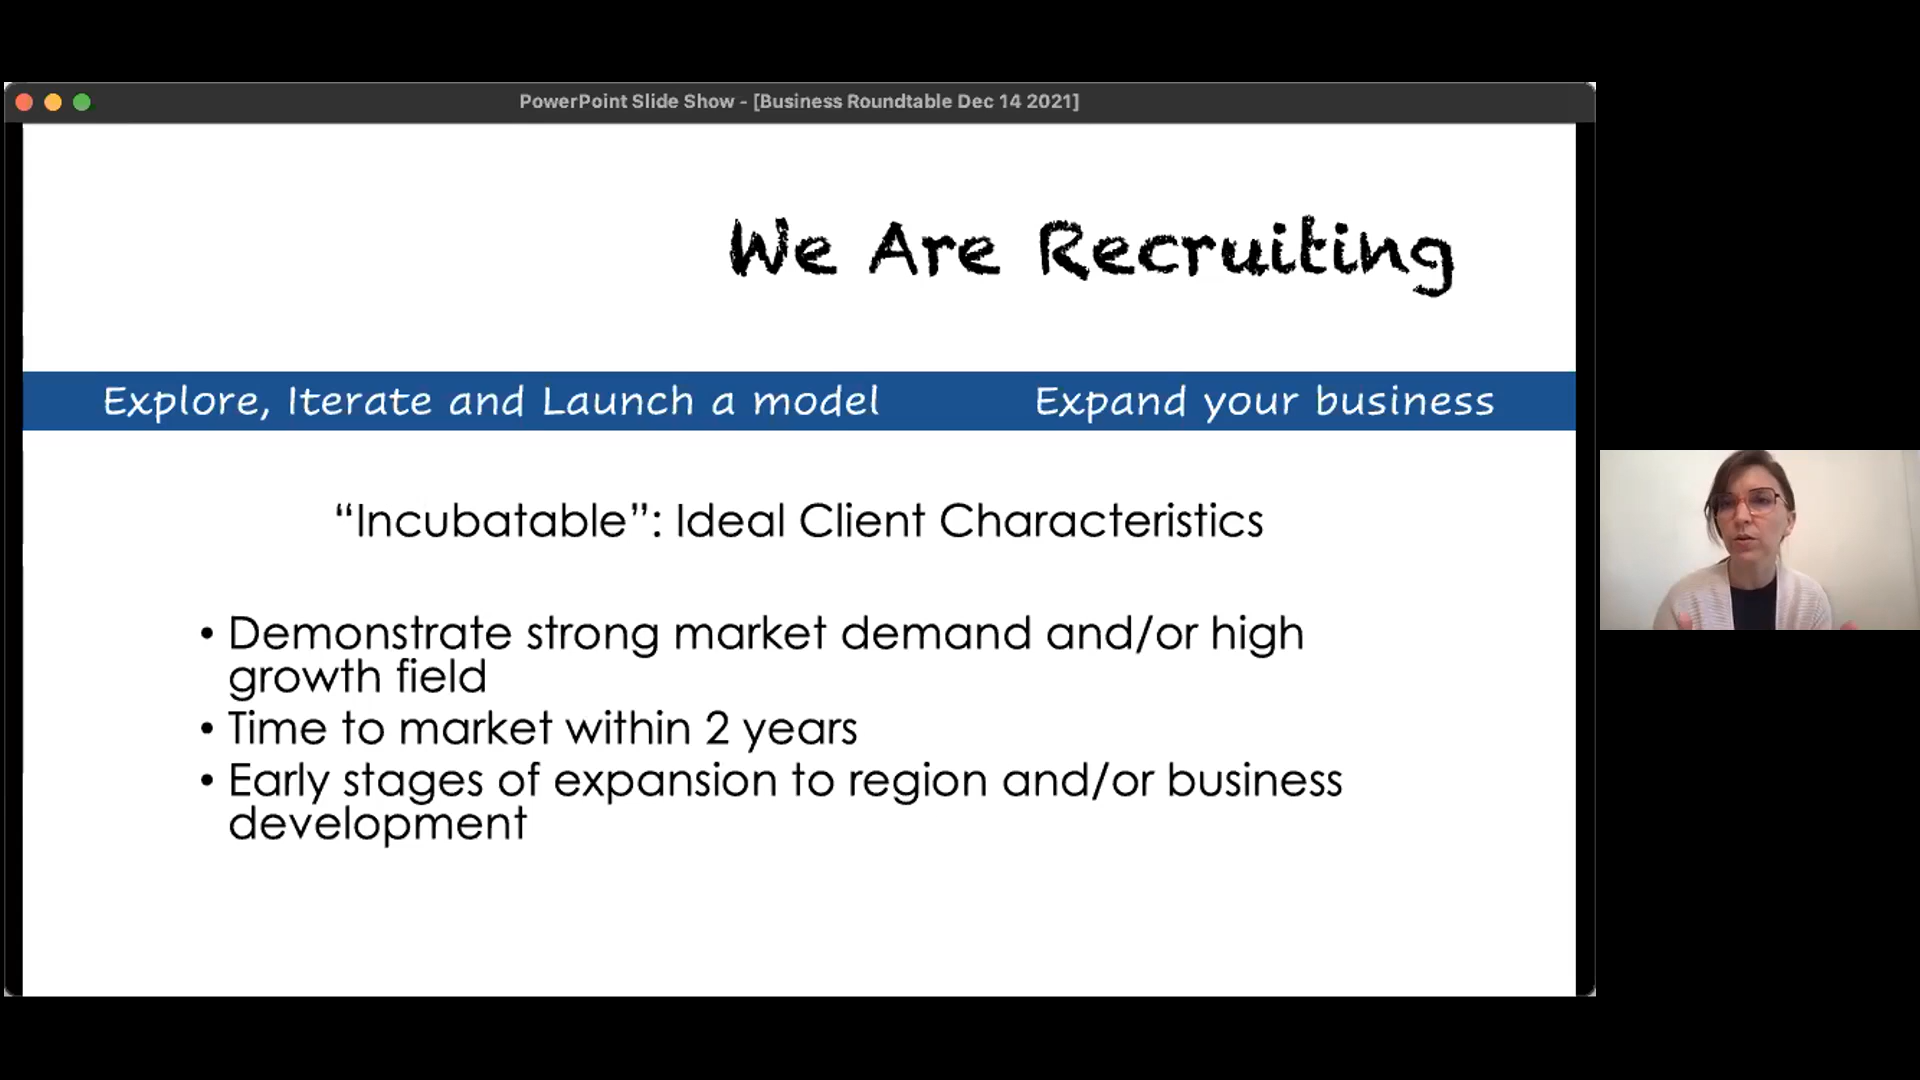 PowerPoint Slide Show - [Business Roundtable Dec 14 2021]
We Are Recruiting
Explore, Iterate and Launch a model
Expand your business
“Incubatable”: Ideal Client Characteristics
• Demonstrate strong market demand and/or high
growth field
• Time to market within 2 years
• Early stages of expansion to region and/or business
development